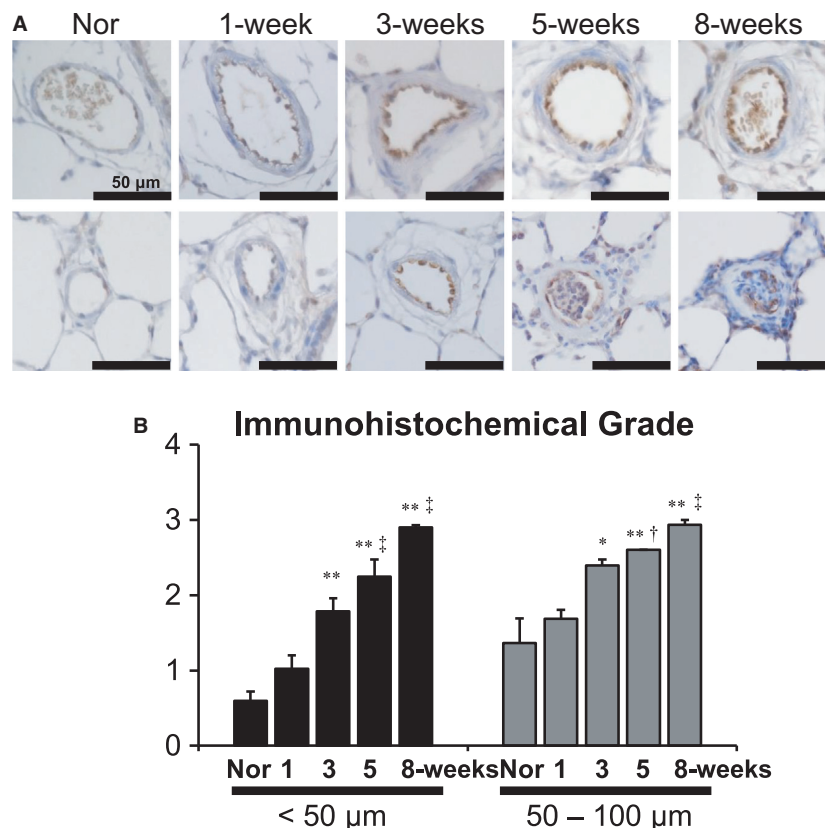 A
Nor 1-week 3-weeks 5-weeks 8-weeks
50 µm
B
Immunohistochemical Grade
4
3
2
1
0
** ** ‡ ** ‡ * ** † ** ‡
Nor 1 3 5 8-weeks Nor 1 3 5 8-weeks
< 50 µm 50 – 100 µm